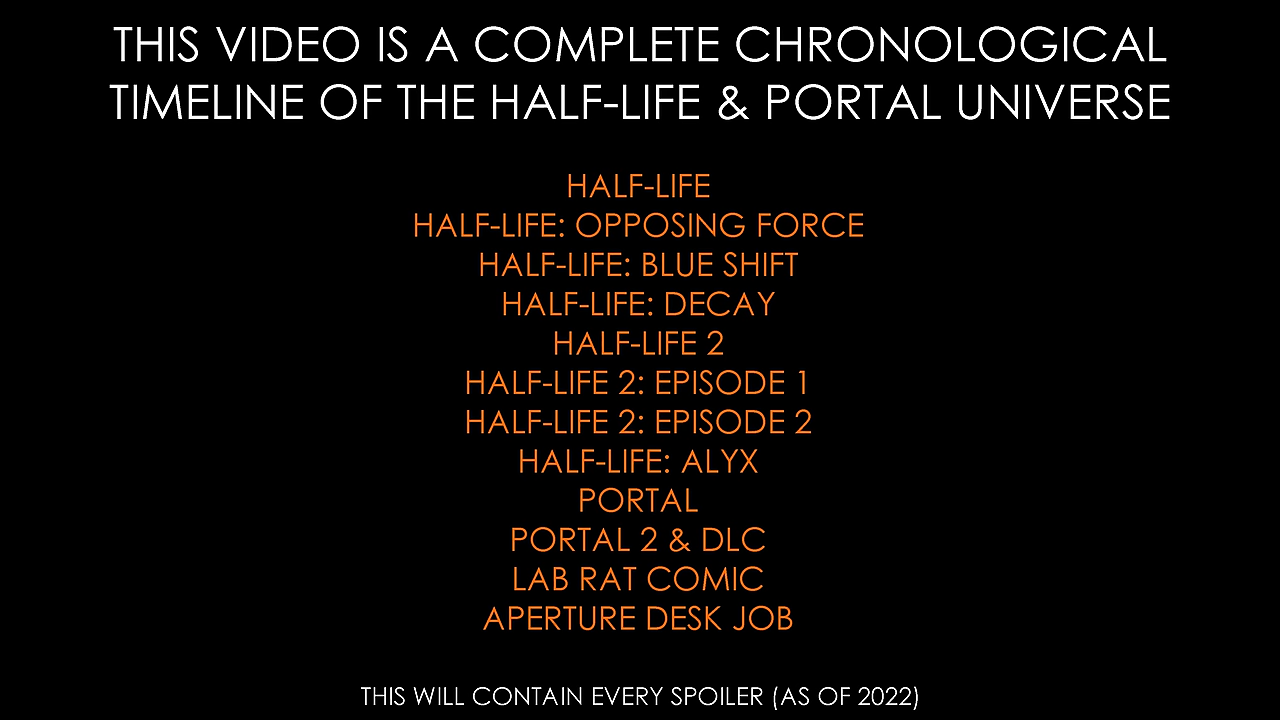 THIS VIDEO IS A COMPLETE CHRONOLOGICAL
TIMELINE OF THE HALF-LIFE & PORTAL UNIVERSE
HALF-LIFE
HALF-LIFE: OPPOSING FORCE
HALF-LIFE: BLUE SHIFT
HALF-LIFE: DECAY
HALF-LIFE 2
HALF-LIFE 2: EPISODE 1
HALF-LIFE 2: EPISODE 2
HALF-LIFE: ALYX
PORTAL
PORTAL 2 & DLC
LAB RAT COMIC
APERTURE DESK JOB
THIS WILL CONTAIN EVERY SPOILER (AS OF 2022)